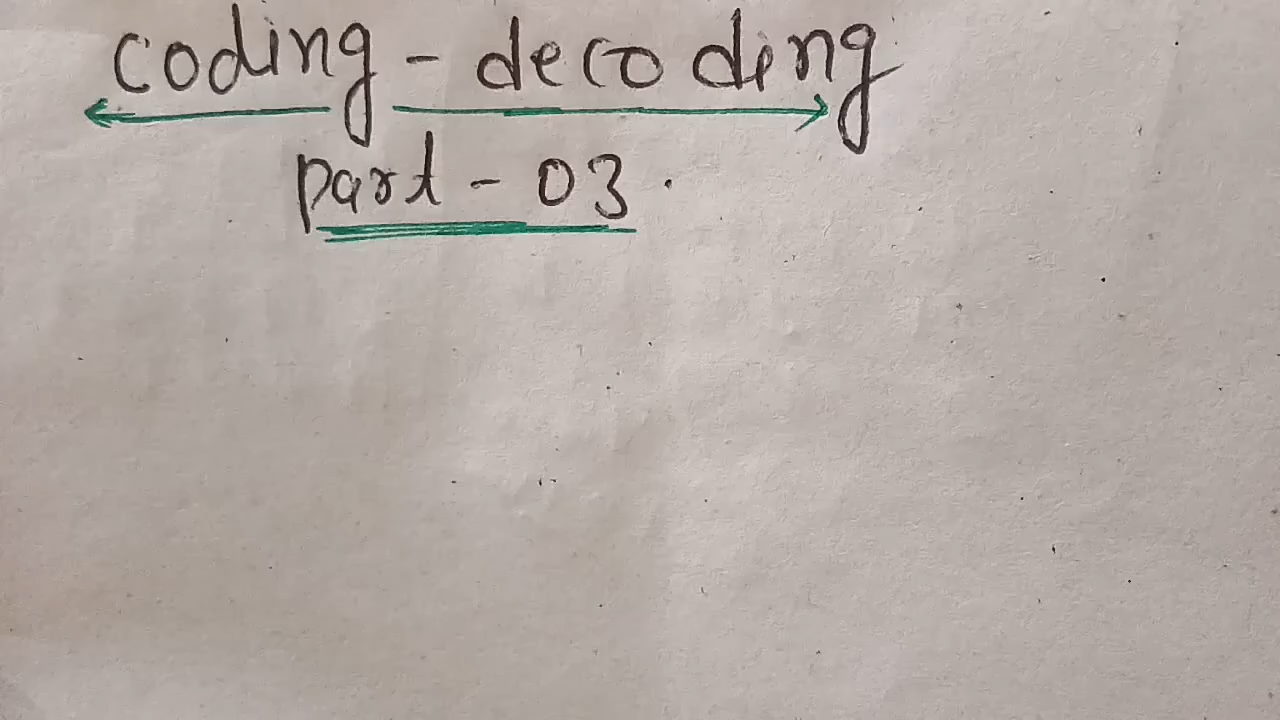 coding - decoding
part - 03.